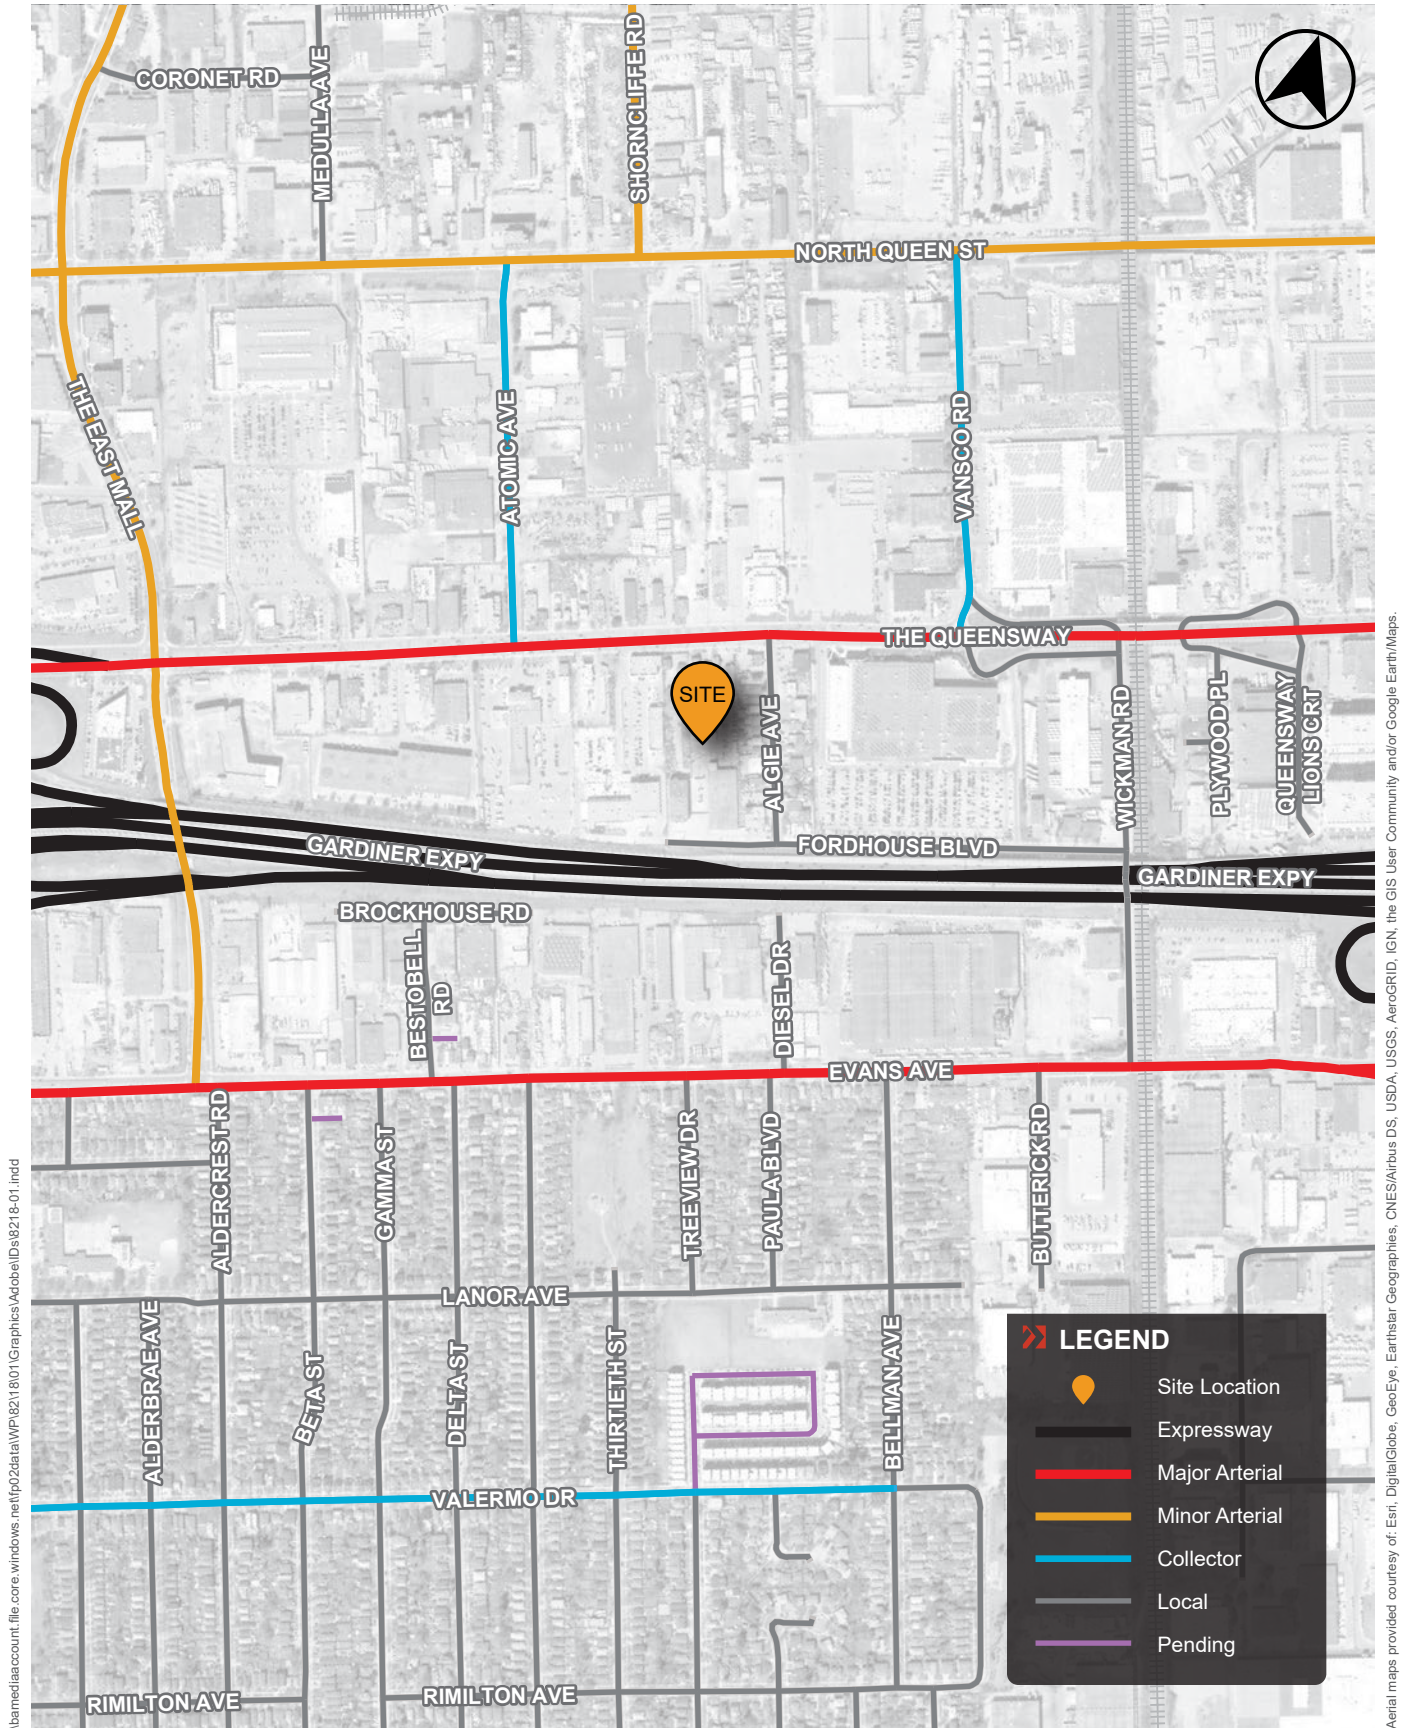 CORONET RD
MEDULLA AVE
SHORNCLIFFE RD
NORTH QUEEN ST
THE EAST MALL
ATOMIC AVE
VANSCO RD
THE QUEENSWAY
SITE
ALGIE AVE
WICKMAN RD
PLYWOOD PL
QUEENSWAY
LIONS CRT
GARDINER EXPY
FORDHOUSE BLVD
GARDINER EXPY
BROCKHOUSE RD
BESTOBELL
RD
DIESEL DR
EVANS AVE
ALDERCREST RD
GAMMA ST
TREEVIEW DR
PAULA BLVD
BUTTERICK RD
LANOR AVE
ALDERBRAE AVE
BETA ST
DELTA ST
THIRTIETH ST
BELLMAN AVE
VALERMO DR
RIMILTON AVE
RIMILTON AVE
LEGEND
Site Location
Expressway
Major Arterial
Minor Arterial
Collector
Local
Pending
\bamediaaccount.file.core.windows.net\fp02data\WP\82\18\01\Graphics\Adobe\IDs\8218-01.indd
Aerial maps provided courtesy of: Esri, DigitalGlobe, GeoEye, Earthstar Geographies, CNES/Airbus DS, USDA, USGS, AeroGRID, IGN, the GIS User Community and/or Google Earth/Maps.